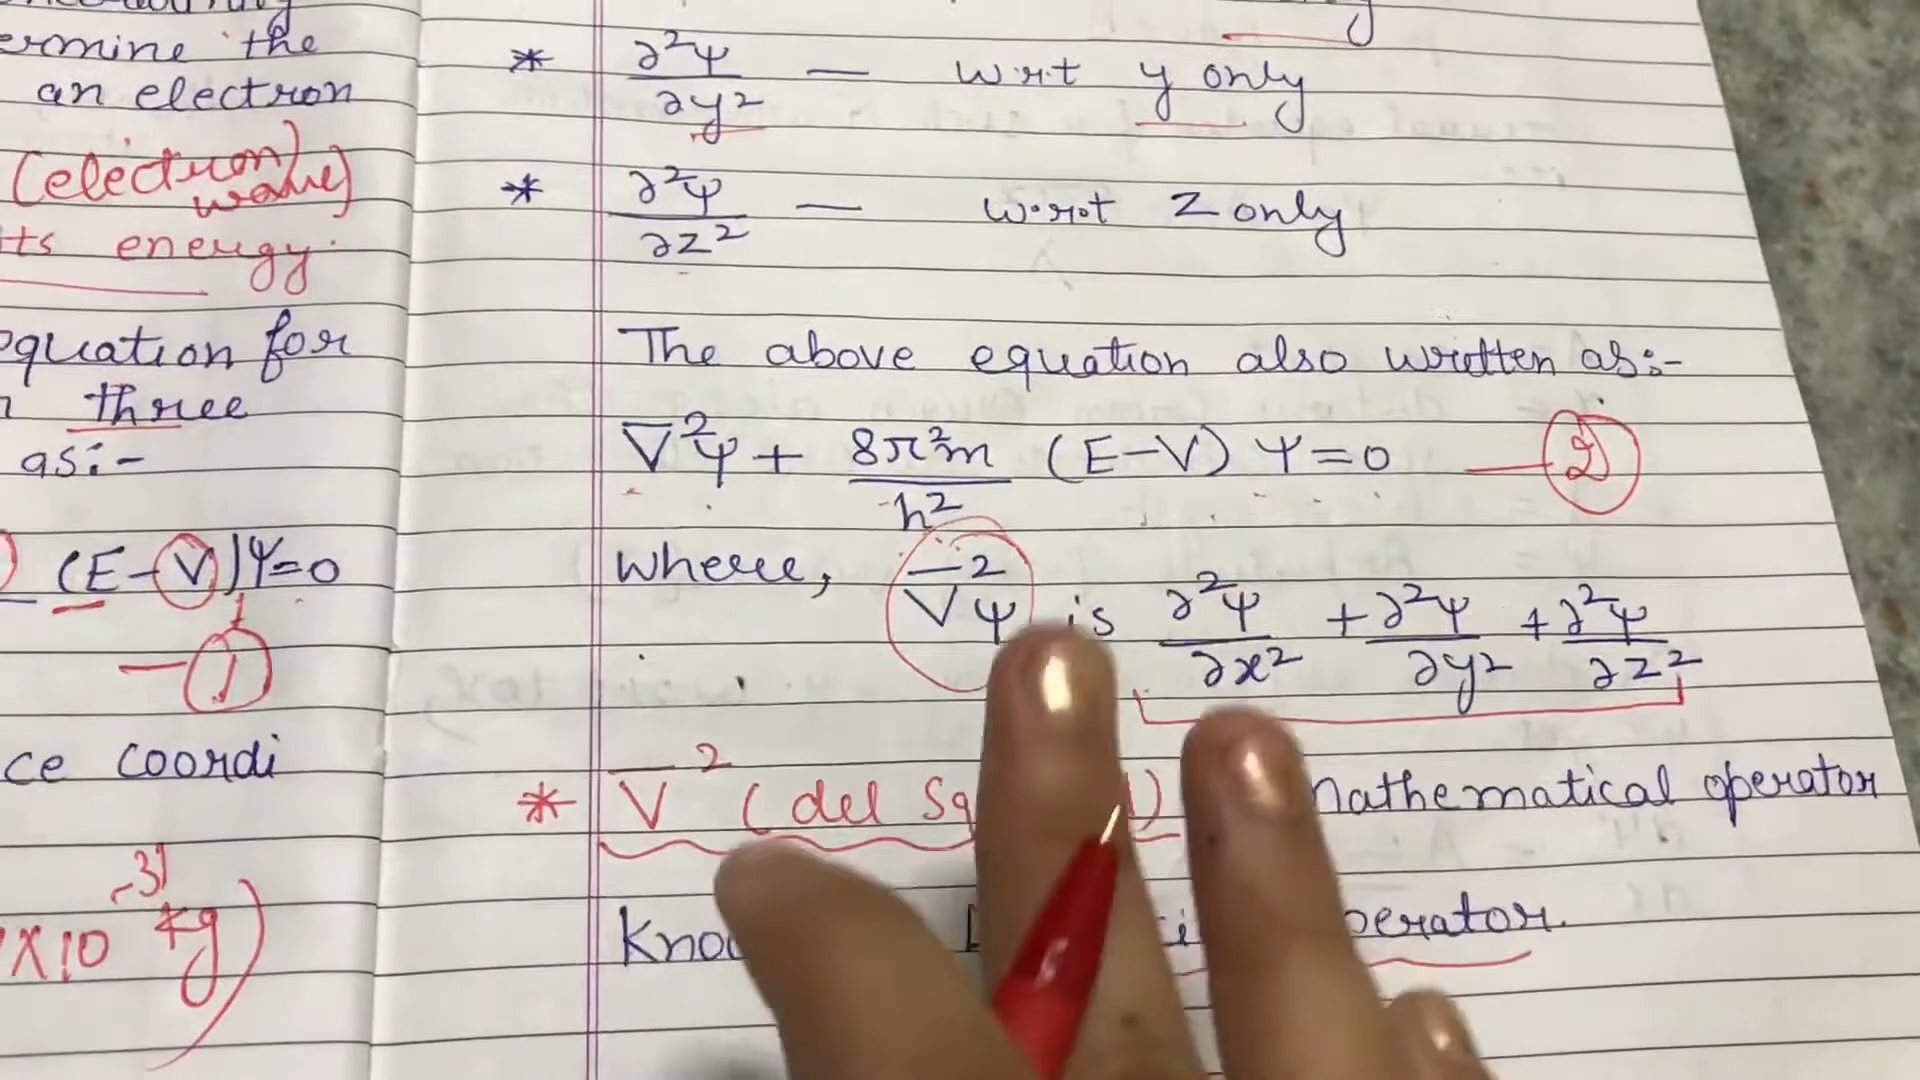 ermine the
an electron
(electron
wave)
ts energy.
equation for
three
as:-
(E-V)ψ=0
1
ce coordi
-31
X10 kg)
* ∂²ψ/∂y² — w.r.t y only
* ∂²ψ/∂z² — w.r.t z only
The above equation also written as:-
∇²ψ + 8π²m/h² (E-V) ψ=0 — 2
where, ∇²ψ is ∂²ψ/∂x² + ∂²ψ/∂y² + ∂²ψ/∂z²
* ∇² (del Sq mathematical operator
Kno perator.